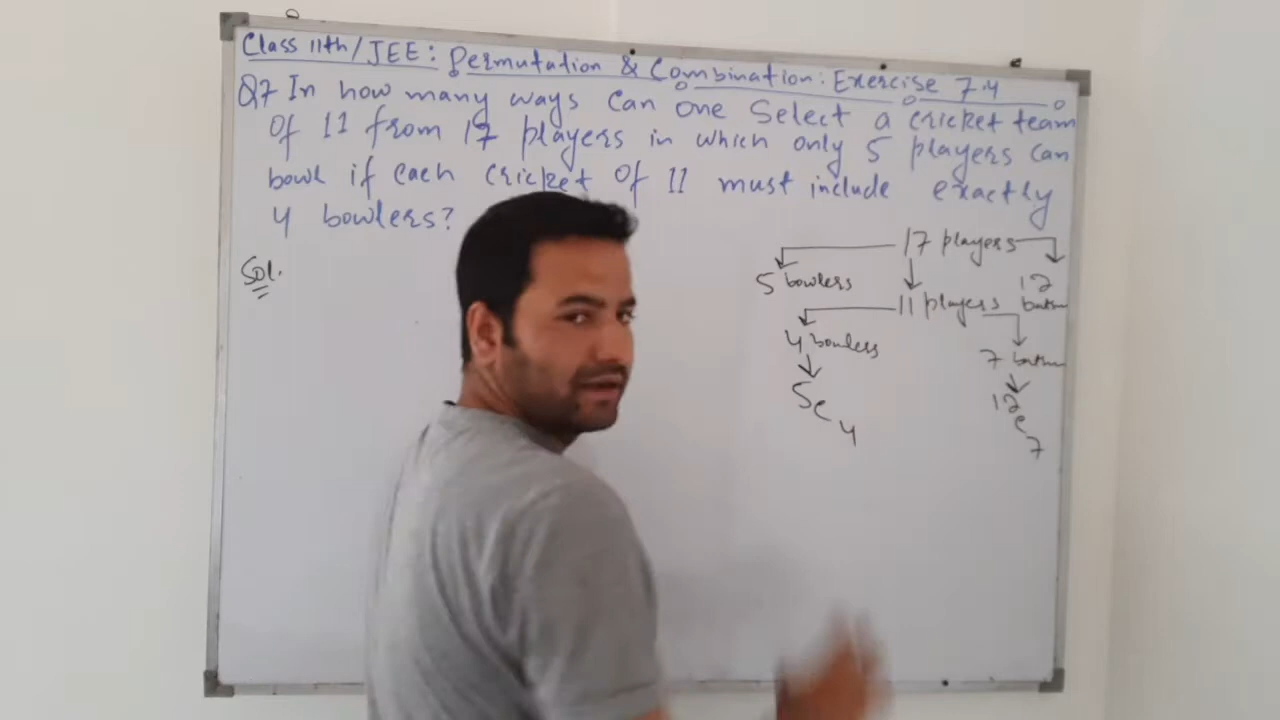 Class 11th/JEE: Permutation & Combination: Exercise 7.4
Q7 In how many ways can one select a cricket team
of 11 from 17 players in which only 5 players can
bowl if each cricket of 11 must include exactly
4 bowlers?
Sol.
17 players
5 bowlers
12
11 players
4 bowlers
7
5c4
12c7